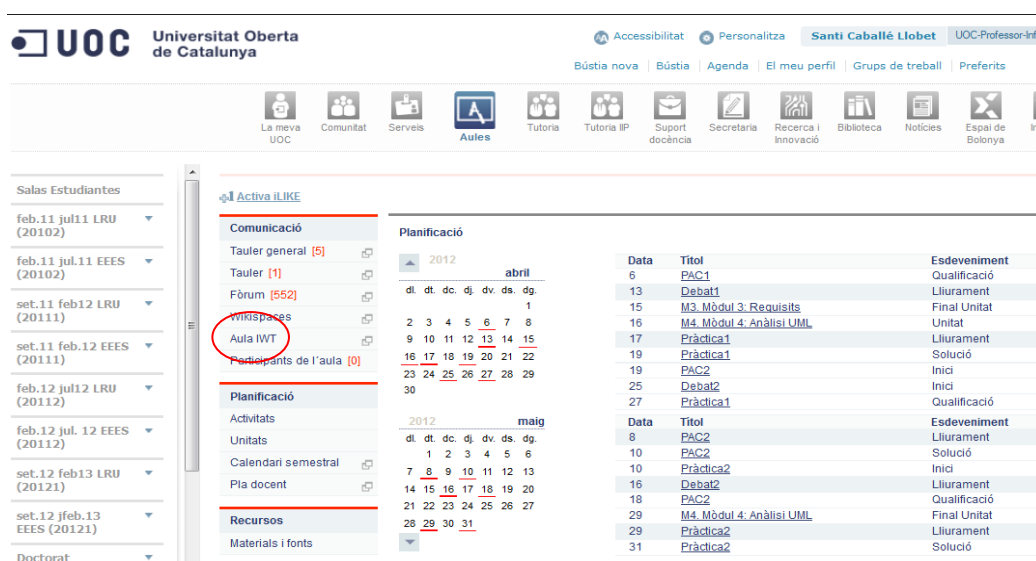 UOC
Universitat Oberta
de Catalunya
Accessibilitat
Personalitza
Santi Caballé Llobet
UOC-Professor-Inf
Bústia nova | Bústia | Agenda | El meu perfil | Grups de treball | Preferits
La meva
UOC
Comunitat
Serveis
Aules
Tutoria
Tutoria IIP
Suport
docència
Secretaria
Recerca i
Innovació
Biblioteca
Notícies
Espai de
Bolonya
Salas Estudiantes
feb.11 jul11 LRU
(20102)
feb.11 jul.11 EEES
(20102)
set.11 feb12 LRU
(20111)
set.11 feb.12 EEES
(20111)
feb.12 jul12 LRU
(20112)
feb.12 jul. 12 EEES
(20112)
set.12 feb13 LRU
(20121)
set.12 jfeb.13
EEES (20121)
Doctorat
Activa iLIKE
Comunicació
Tauler general [5]
Tauler [1]
Fòrum [552]
Wikispaces
Aula IWT
Participants de l´aula [0]
Planificació
Activitats
Unitats
Calendari semestral
Pla docent
Recursos
Materials i fonts
Planificació
2012
abril
dl. dt. dc. dj. dv. ds. dg.
1
2 3 4 5 6 7 8
9 10 11 12 13 14 15
16 17 18 19 20 21 22
23 24 25 26 27 28 29
30
2012 maig
dl. dt. dc. dj. dv. ds. dg.
1 2 3 4 5 6
7 8 9 10 11 12 13
14 15 16 17 18 19 20
21 22 23 24 25 26 27
28 29 30 31
Data Títol Esdeveniment
6 PAC1 Qualificació
13 Debat1 Lliurament
15 M3. Mòdul 3: Requisits Final Unitat
16 M4. Mòdul 4: Anàlisi UML Unitat
17 Pràctica1 Lliurament
19 Pràctica1 Solució
19 PAC2 Inici
25 Debat2 Inici
27 Pràctica1 Qualificació
Data Títol Esdeveniment
8 PAC2 Lliurament
10 PAC2 Solució
10 Pràctica2 Inici
16 Debat2 Lliurament
18 PAC2 Qualificació
29 M4. Mòdul 4: Anàlisi UML Final Unitat
29 Pràctica2 Lliurament
31 Pràctica2 Solució